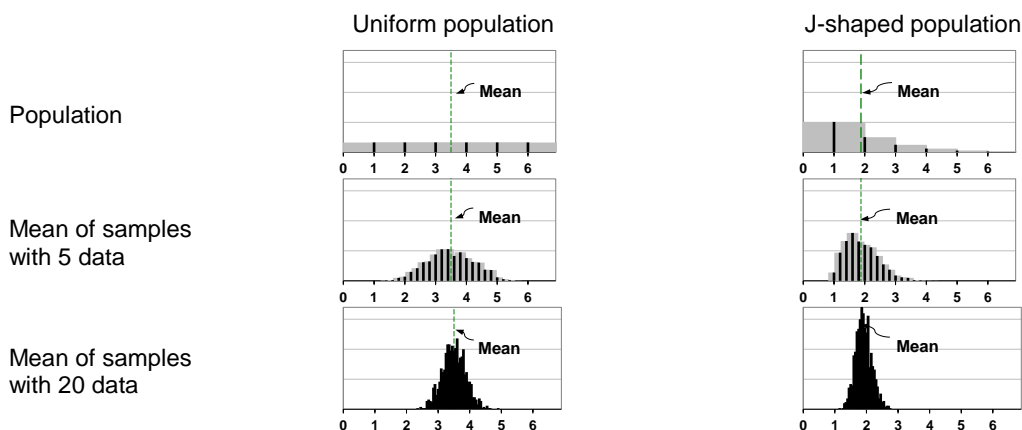 Uniform population
J-shaped population
Population
Mean
0 1 2 3 4 5 6
Mean
0 1 2 3 4 5 6
Mean of samples
with 5 data
Mean
0 1 2 3 4 5 6
Mean
0 1 2 3 4 5 6
Mean of samples
with 20 data
Mean
0 1 2 3 4 5 6
Mean
0 1 2 3 4 5 6